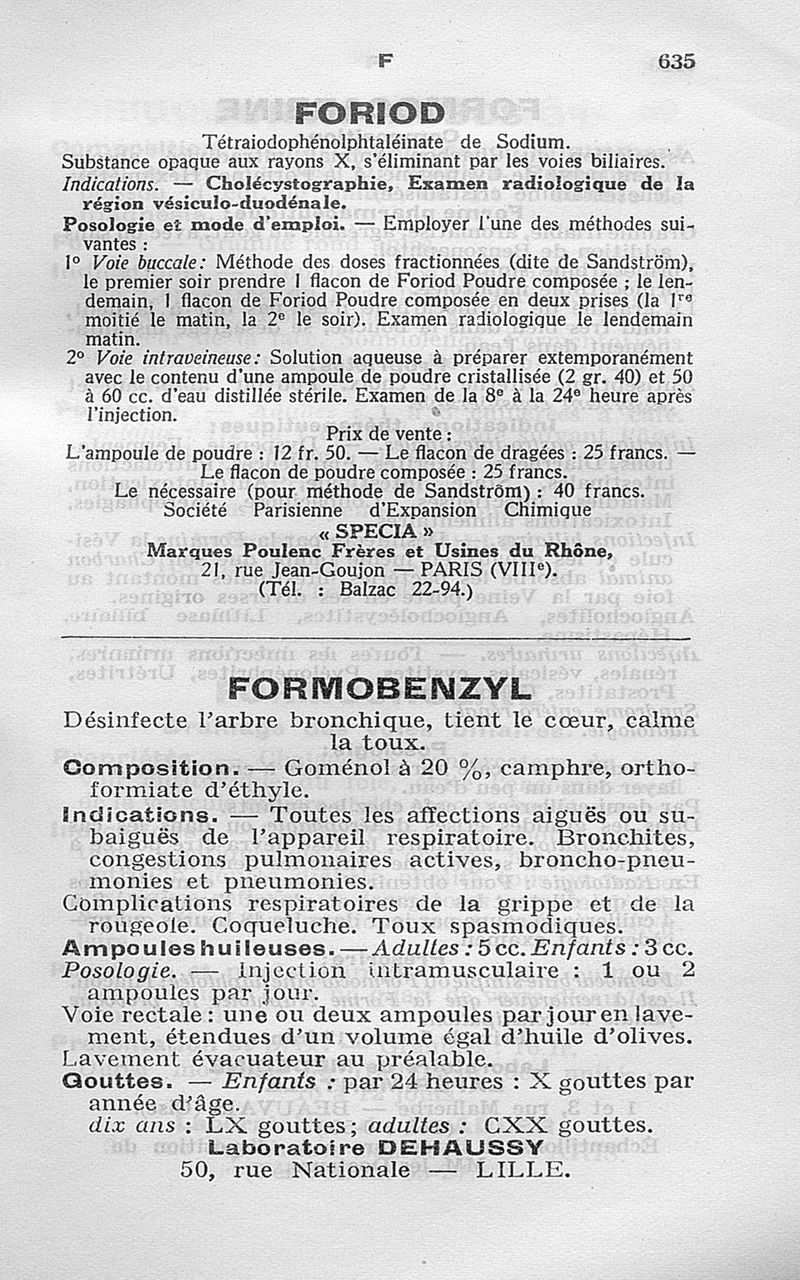 F 635
FORIOD
Tétraiodophénolphtaléinate de Sodium.
Substance opaque aux rayons X, s'éliminant par les voies biliaires.
Indications. — Cholécystographie, Examen radiologique de la
région vésiculo-duodénale.
Posologie et mode d'emploi. — Employer l'une des méthodes sui-
vantes :
1º Voie buccale: Méthode des doses fractionnées (dite de Sandström),
le premier soir prendre 1 flacon de Foriod Poudre composée ; le len-
demain, 1 flacon de Foriod Poudre composée en deux prises (la 1re
moitié le matin, la 2e le soir). Examen radiologique le lendemain
matin.
2º Voie intraveineuse: Solution aqueuse à préparer extemporanément
avec le contenu d'une ampoule de poudre cristallisée (2 gr. 40) et 50
à 60 cc. d'eau distillée stérile. Examen de la 8e à la 24e heure après
l'injection.
Prix de vente :
L'ampoule de poudre : 12 fr. 50. — Le flacon de dragées : 25 francs. —
Le flacon de poudre composée : 25 francs.
Le nécessaire (pour méthode de Sandström) : 40 francs.
Société Parisienne d'Expansion Chimique
« SPECIA »
Marques Poulenc Frères et Usines du Rhône,
21, rue Jean-Goujon — PARIS (VIIIe).
(Tél. : Balzac 22-94.)
FORMOBENZYL
Désinfecte l'arbre bronchique, tient le cœur, calme
la toux.
Composition. — Goménol à 20 %, camphre, ortho-
formiate d'éthyle.
Indications. — Toutes les affections aiguës ou su-
baiguës de l'appareil respiratoire. Bronchites,
congestions pulmonaires actives, broncho-pneu-
monies et pneumonies.
Complications respiratoires de la grippe et de la
rougeole. Coqueluche. Toux spasmodiques.
Ampoules huileuses. — Adultes : 5 cc. Enfants : 3 cc.
Posologie. — Injection intramusculaire : 1 ou 2
ampoules par jour.
Voie rectale : une ou deux ampoules par jour en lave-
ment, étendues d'un volume égal d'huile d'olives.
Lavement évacuateur au préalable.
Gouttes. — Enfants : par 24 heures : X gouttes par
année d'âge.
dix ans : LX gouttes; adultes : CXX gouttes.
Laboratoire DEHAUSSY
50, rue Nationale — LILLE.